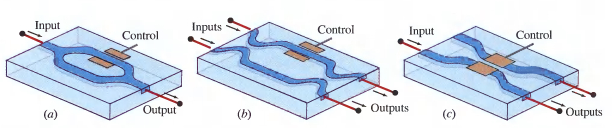 Input
Control
Output
(a)
Inputs
Control
Outputs
(b)
Input
Control
Outputs
(c)